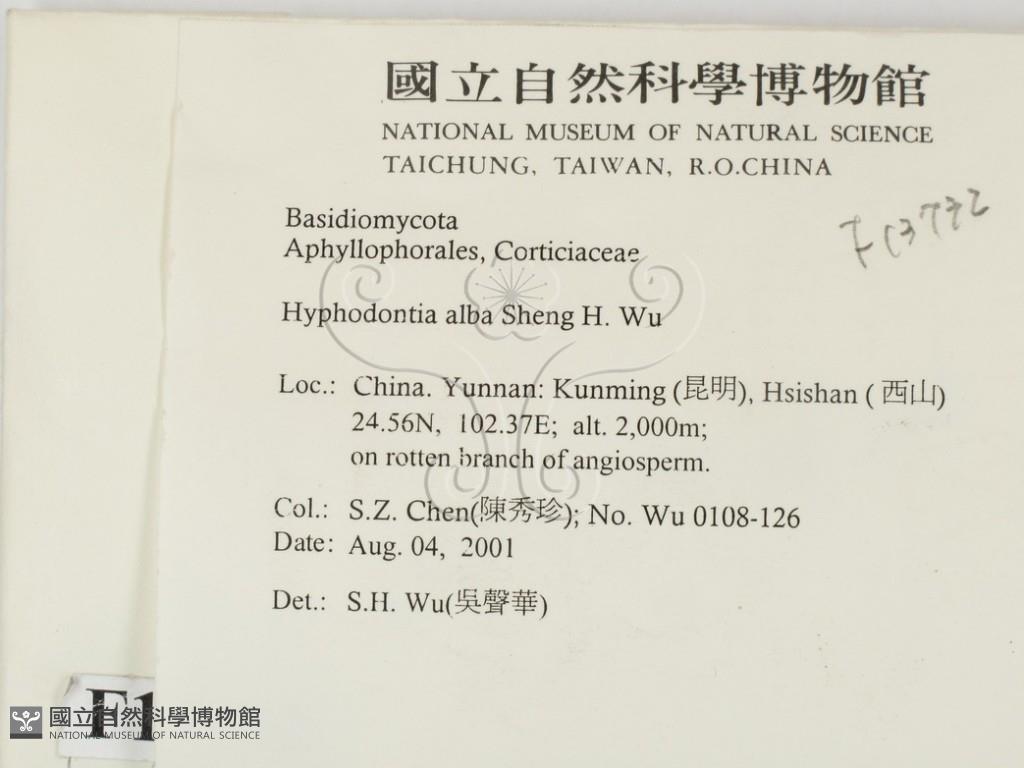 國立自然科學博物館
NATIONAL MUSEUM OF NATURAL SCIENCE
TAICHUNG, TAIWAN, R.O.CHINA
Basidiomycota
Aphyllophorales, Corticiaceae
Hyphodontia alba Sheng H. Wu
Loc.: China. Yunnan: Kunming (昆明), Hsishan ( 西山)
24.56N, 102.37E; alt. 2,000m;
on rotten branch of angiosperm.
Col.: S.Z. Chen(陳秀珍); No. Wu 0108-126
Date: Aug. 04, 2001
Det.: S.H. Wu(吳聲華)
F1
國立自然科學博物館
NATIONAL MUSEUM OF NATURAL SCIENCE